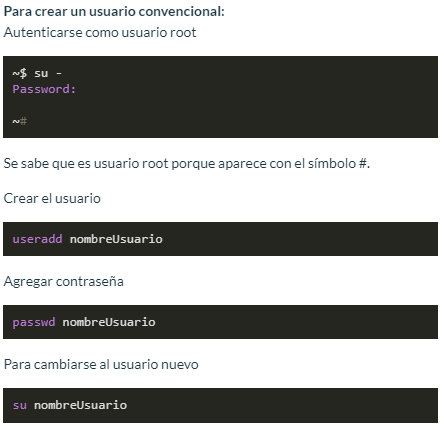 Para crear un usuario convencional:
Autenticarse como usuario root
~$ su -
Password:
~#
Se sabe que es usuario root porque aparece con el símbolo #.
Crear el usuario
useradd nombreUsuario
Agregar contraseña
passwd nombreUsuario
Para cambiarse al usuario nuevo
su nombreUsuario